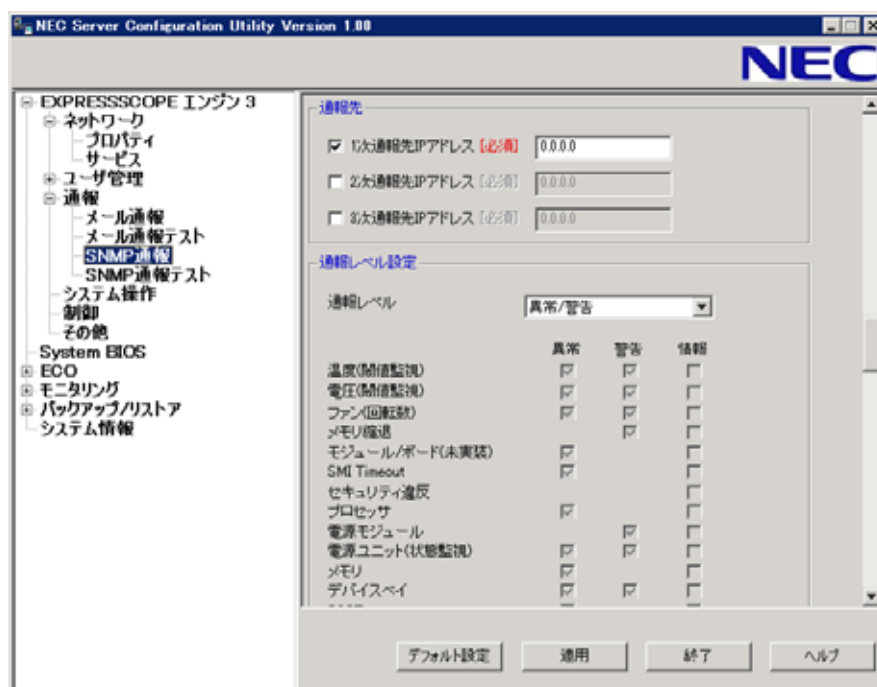 NEC Server Configuration Utility Version 1.00
NEC
EXPRESSSCOPE エンジン 3
ネットワーク
プロパティ
サービス
ユーザ管理
通報
メール通報
メール通報テスト
SNMP通報
SNMP通報テスト
システム操作
制御
その他
System BIOS
ECO
モニタリング
バックアップ/リストア
システム情報
通報先
1次通報先IPアドレス [必須] 0.0.0.0
2次通報先IPアドレス [必須] 0.0.0.0
3次通報先IPアドレス [必須] 0.0.0.0
通報レベル設定
通報レベル 異常/警告
異常 警告 情報
温度(閾値監視)
電圧(閾値監視)
ファン(回転数)
メモリ縮退
モジュール/ボード(未実装)
SMI Timeout
セキュリティ違反
プロセッサ
電源モジュール
電源ユニット(状態監視)
メモリ
デバイスベイ
デフォルト設定 適用 終了 ヘルプ